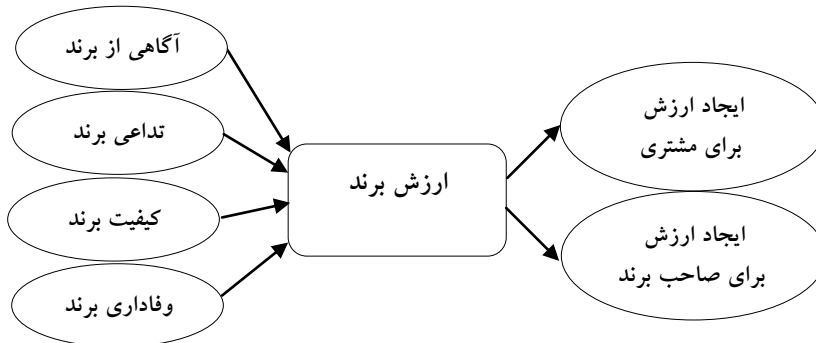 آگاهی از برند
تداعی برند
کیفیت برند
وفاداری برند
ارزش برند
ایجاد ارزش
برای مشتری
ایجاد ارزش
برای صاحب برند